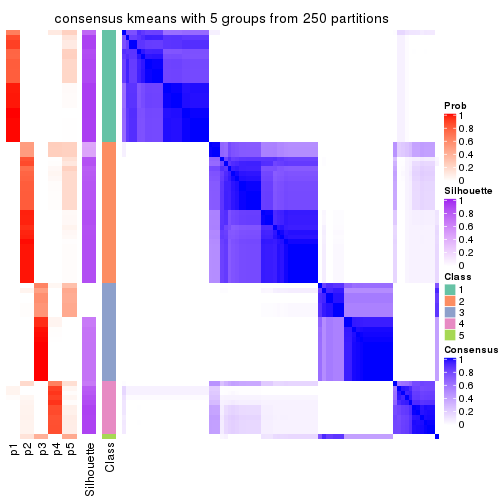 consensus kmeans with 5 groups from 250 partitions
Prob
1
0.8
0.6
0.4
0.2
0
Silhouette
1
0.8
0.6
0.4
0.2
0
Class
1
2
3
4
5
Consensus
1
0.8
0.6
0.4
0.2
0
p1
p2
p3
p4
p5
Silhouette
Class